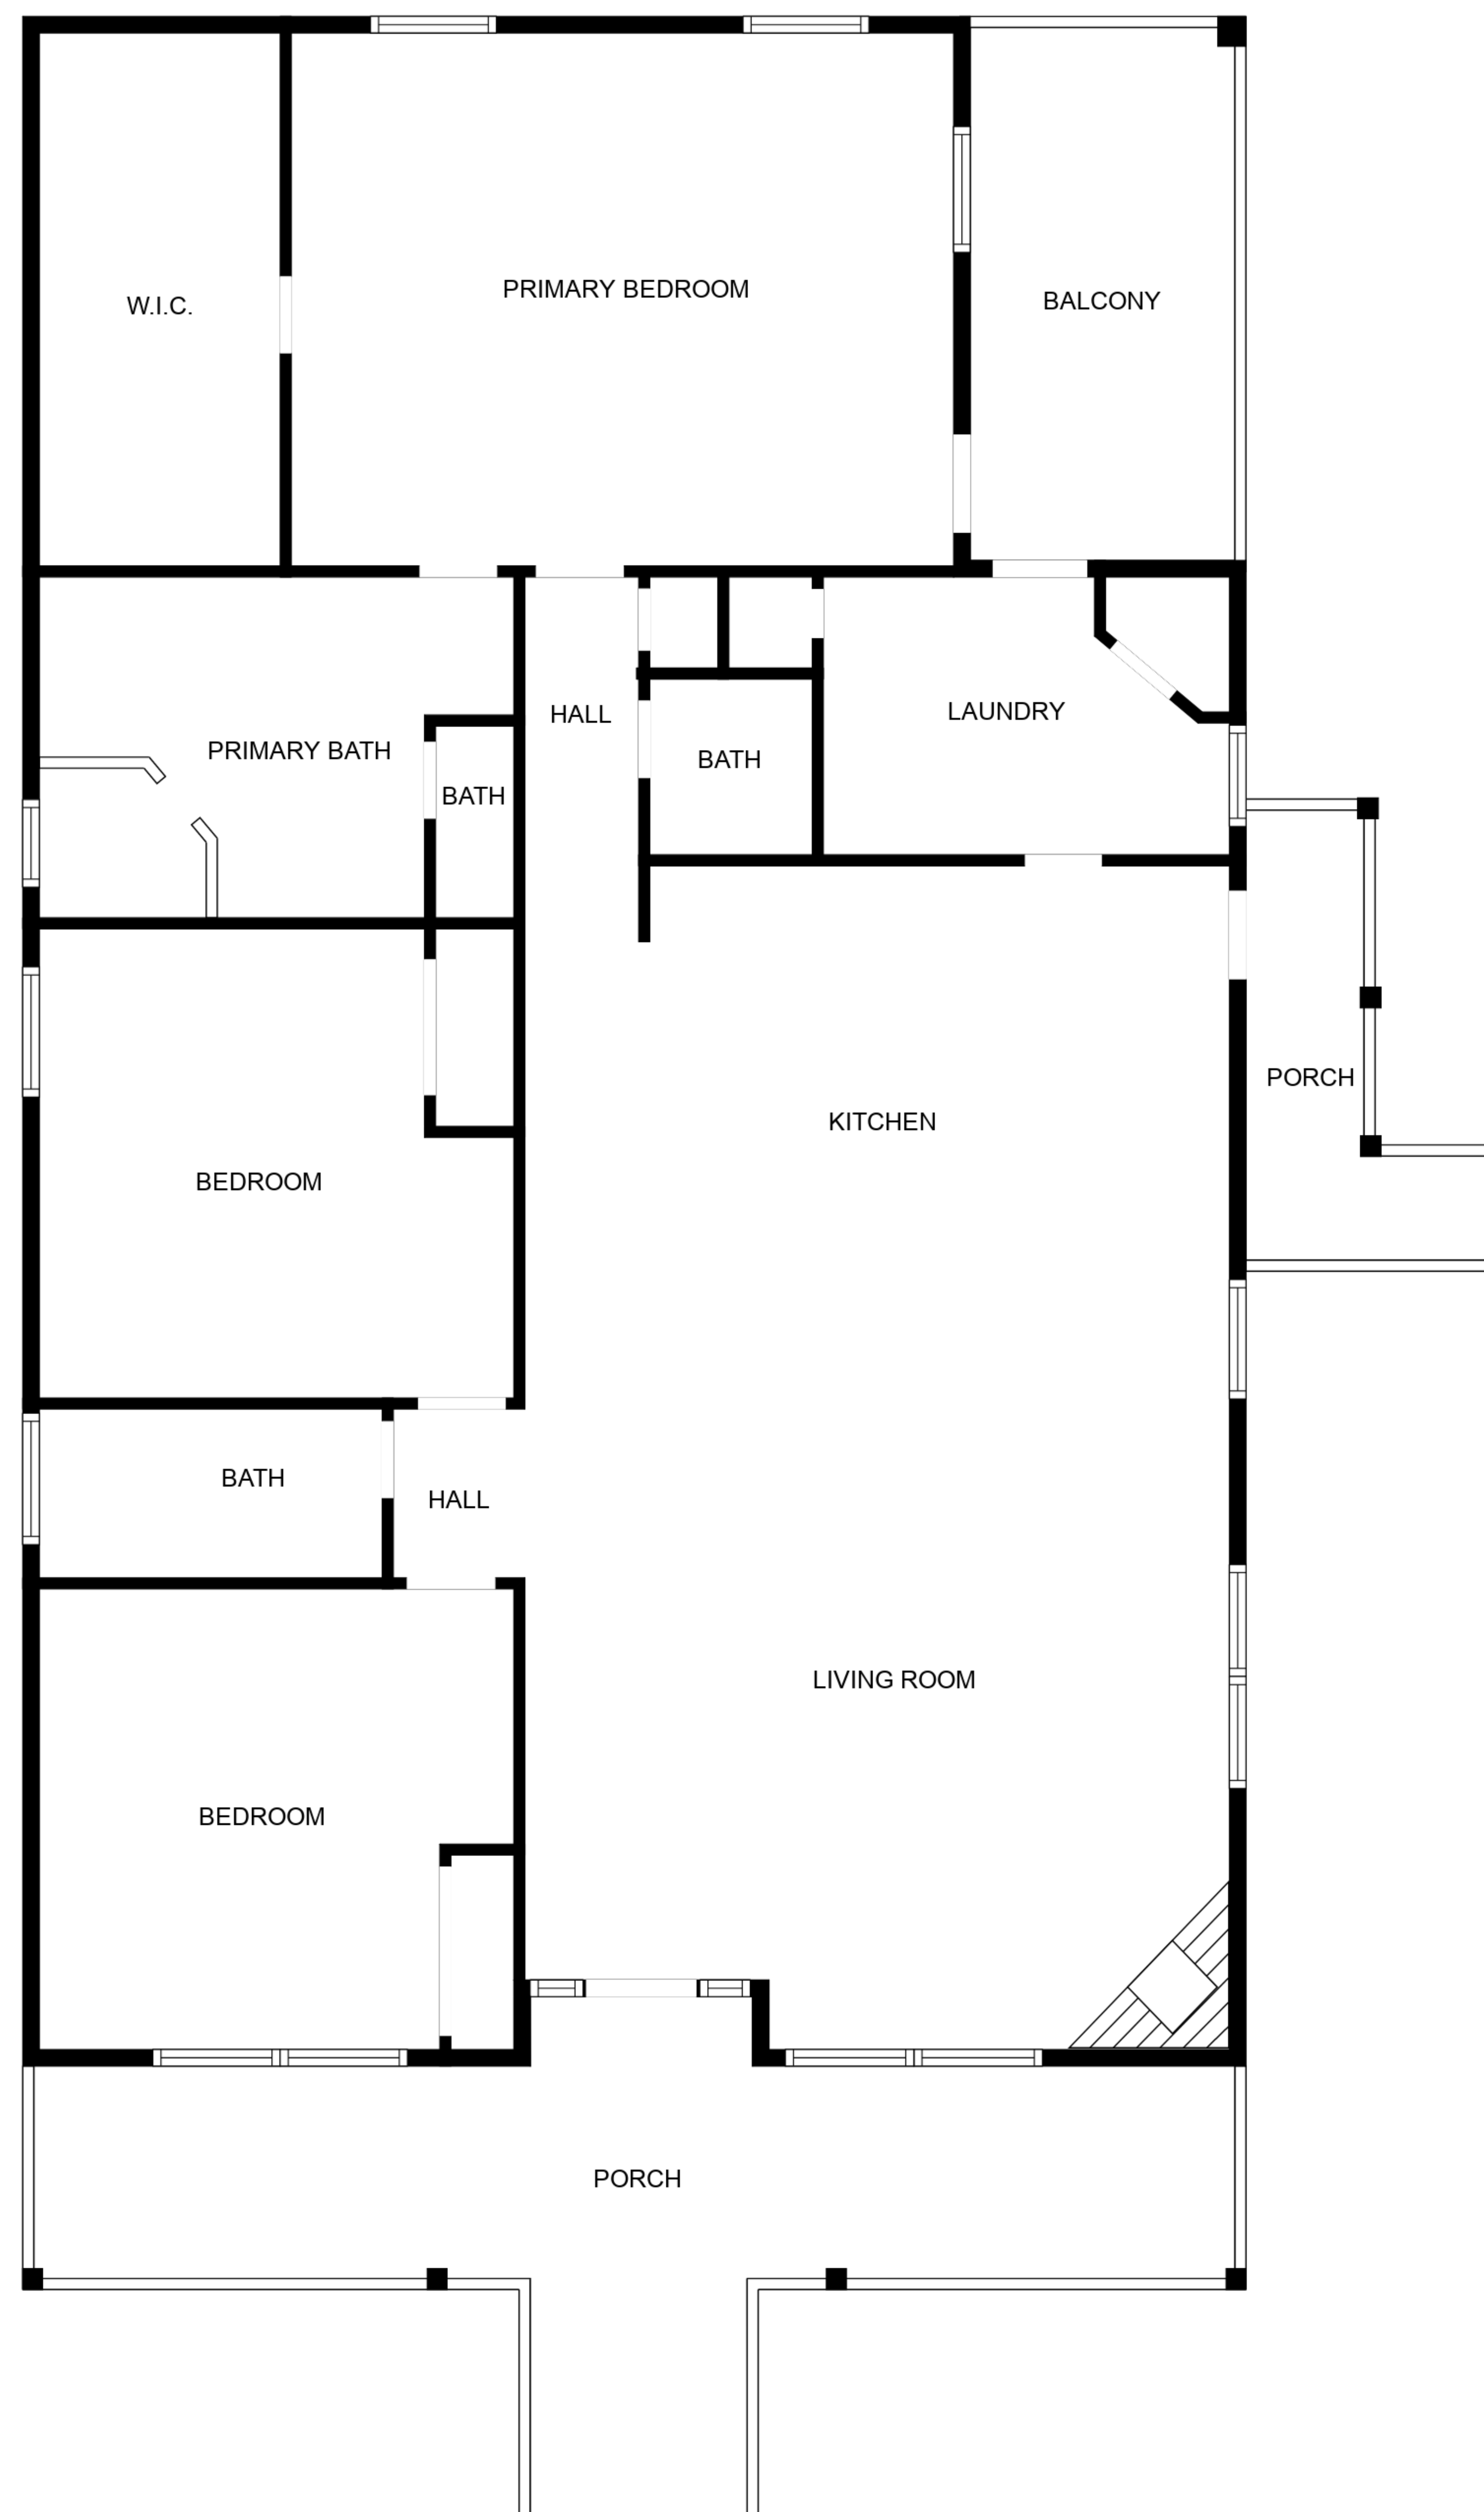 W.I.C.
PRIMARY BEDROOM
BALCONY
HALL
LAUNDRY
PRIMARY BATH
BATH
BATH
PORCH
KITCHEN
BEDROOM
BATH
HALL
LIVING ROOM
BEDROOM
PORCH